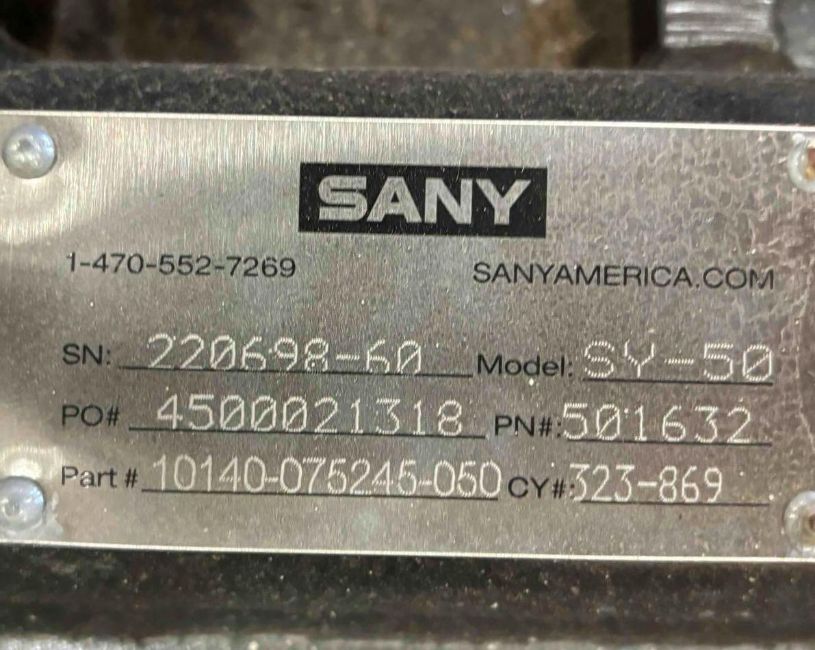 SANY
1-470-552-7269 SANYAMERICA.COM
SN: 220698-60 Model: SY-50
PO# 4500021318 PN#: 501632
Part # 10140-075245-050 CY#: 323-869